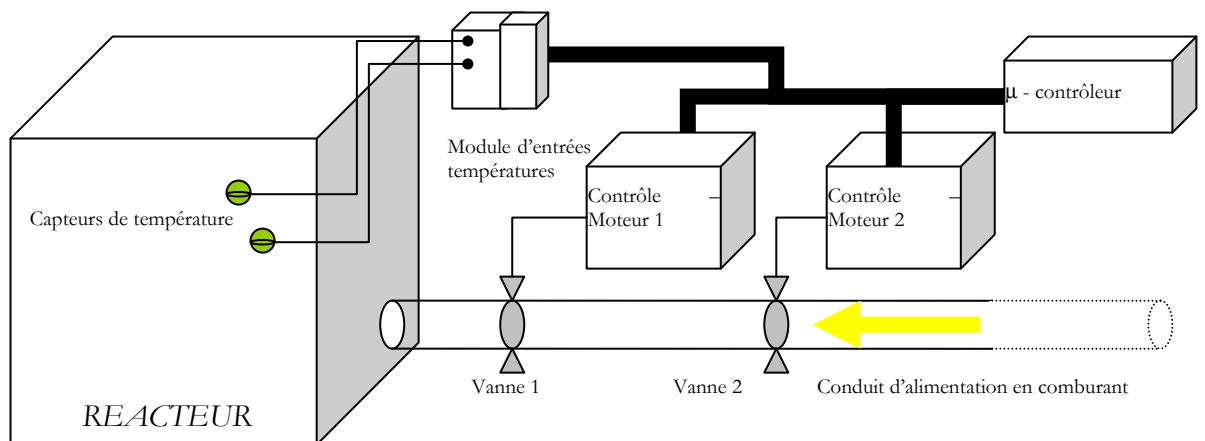 µ - contrôleur
Module d'entrées
températures
Contrôle
Moteur 1
Contrôle
Moteur 2
Capteurs de température
Vanne 1
Vanne 2
Conduit d'alimentation en comburant
REACTEUR